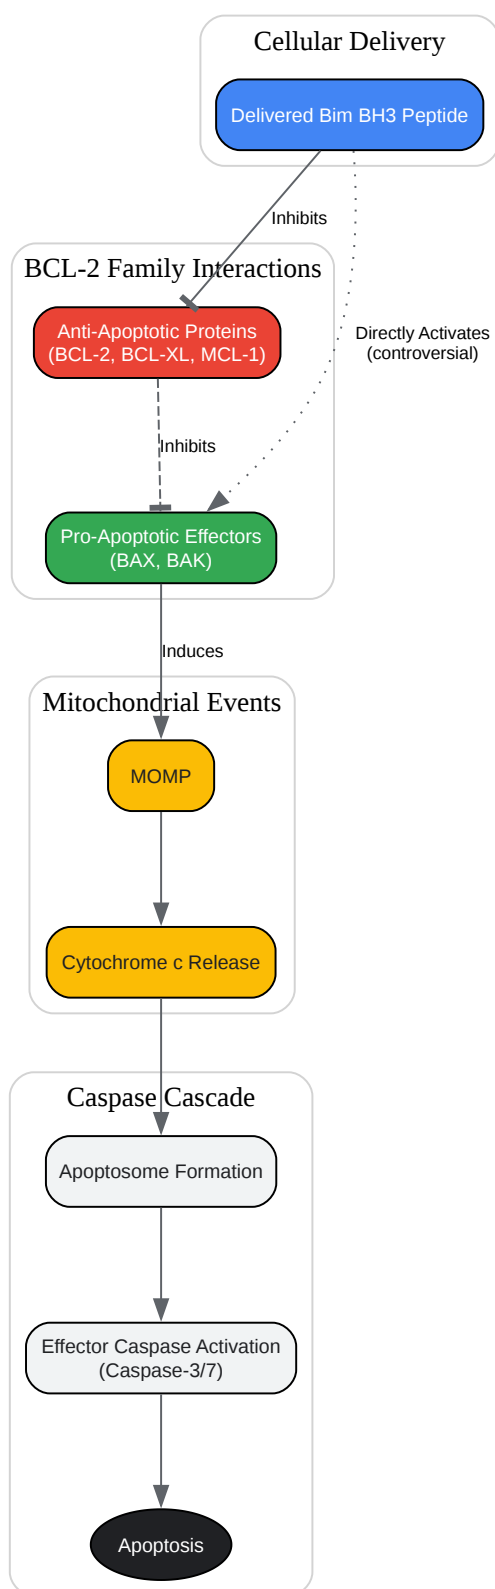 Cellular Delivery
Delivered Bim BH3 Peptide
Inhibits
BCL-2 Family Interactions
Anti-Apoptotic Proteins
(BCL-2, BCL-XL, MCL-1)
Directly Activates
(controversial)
Inhibits
Pro-Apoptotic Effectors
(BAX, BAK)
Induces
Mitochondrial Events
MOMP
Cytochrome c Release
Caspase Cascade
Apoptosome Formation
Effector Caspase Activation
(Caspase-3/7)
Apoptosis